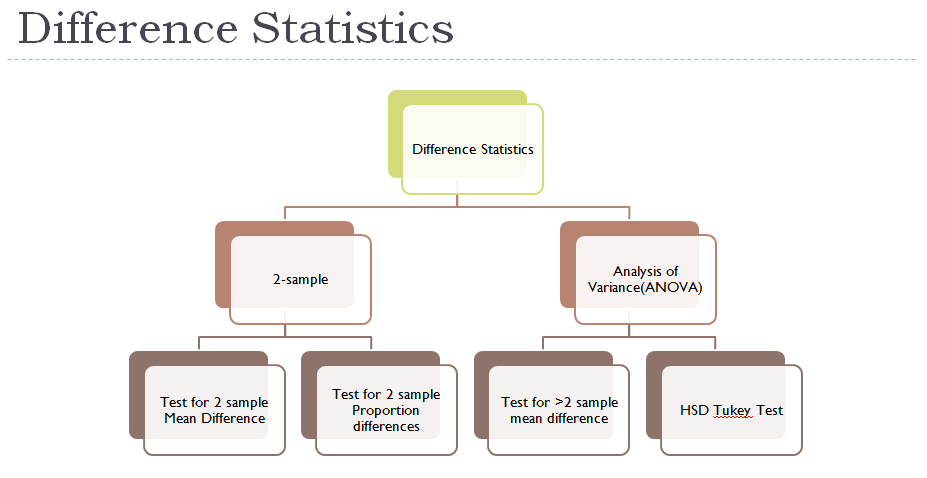 Difference Statistics
Difference Statistics
2-sample
Analysis of
Variance(ANOVA)
Test for 2 sample
Mean Difference
Test for 2 sample
Proportion
differences
Test for >2 sample
mean difference
HSD Tukey Test